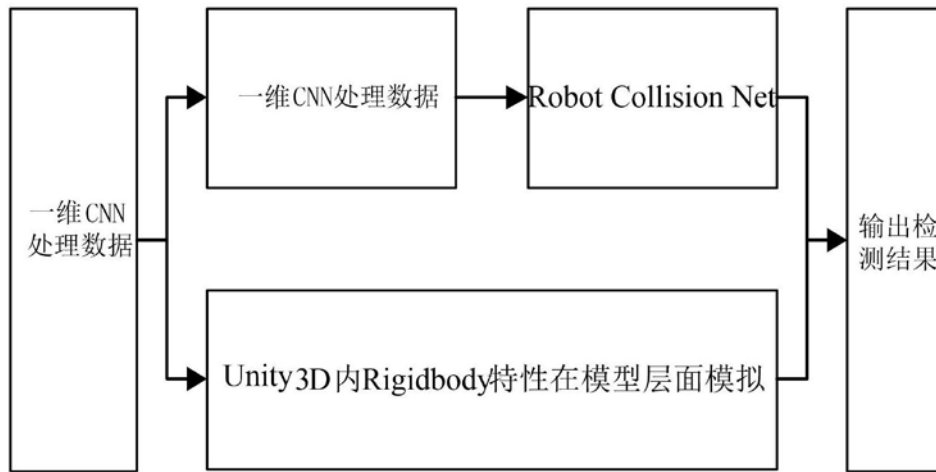 一维CNN
处理数据
一维CNN处理数据
Robot Collision Net
Unity3D内Rigidbody特性在模型层面模拟
输出检
测结果